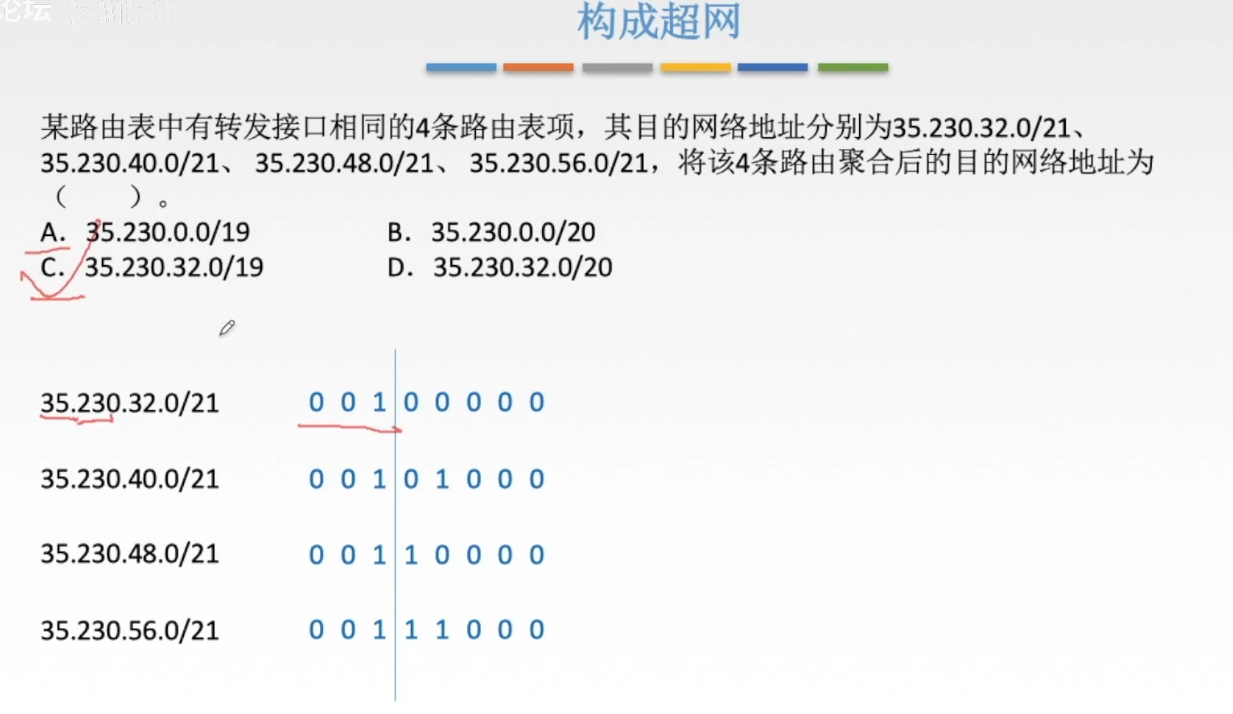 论坛
构成超网
某路由表中有转发接口相同的4条路由表项，其目的网络地址分别为35.230.32.0/21、
35.230.40.0/21、 35.230.48.0/21、 35.230.56.0/21，将该4条路由聚合后的目的网络地址为
（ ）。
A. 35.230.0.0/19 B. 35.230.0.0/20
C. 35.230.32.0/19 D. 35.230.32.0/20
35.230.32.0/21 0 0 1 0 0 0 0 0
35.230.40.0/21 0 0 1 0 1 0 0 0
35.230.48.0/21 0 0 1 1 0 0 0 0
35.230.56.0/21 0 0 1 1 1 0 0 0